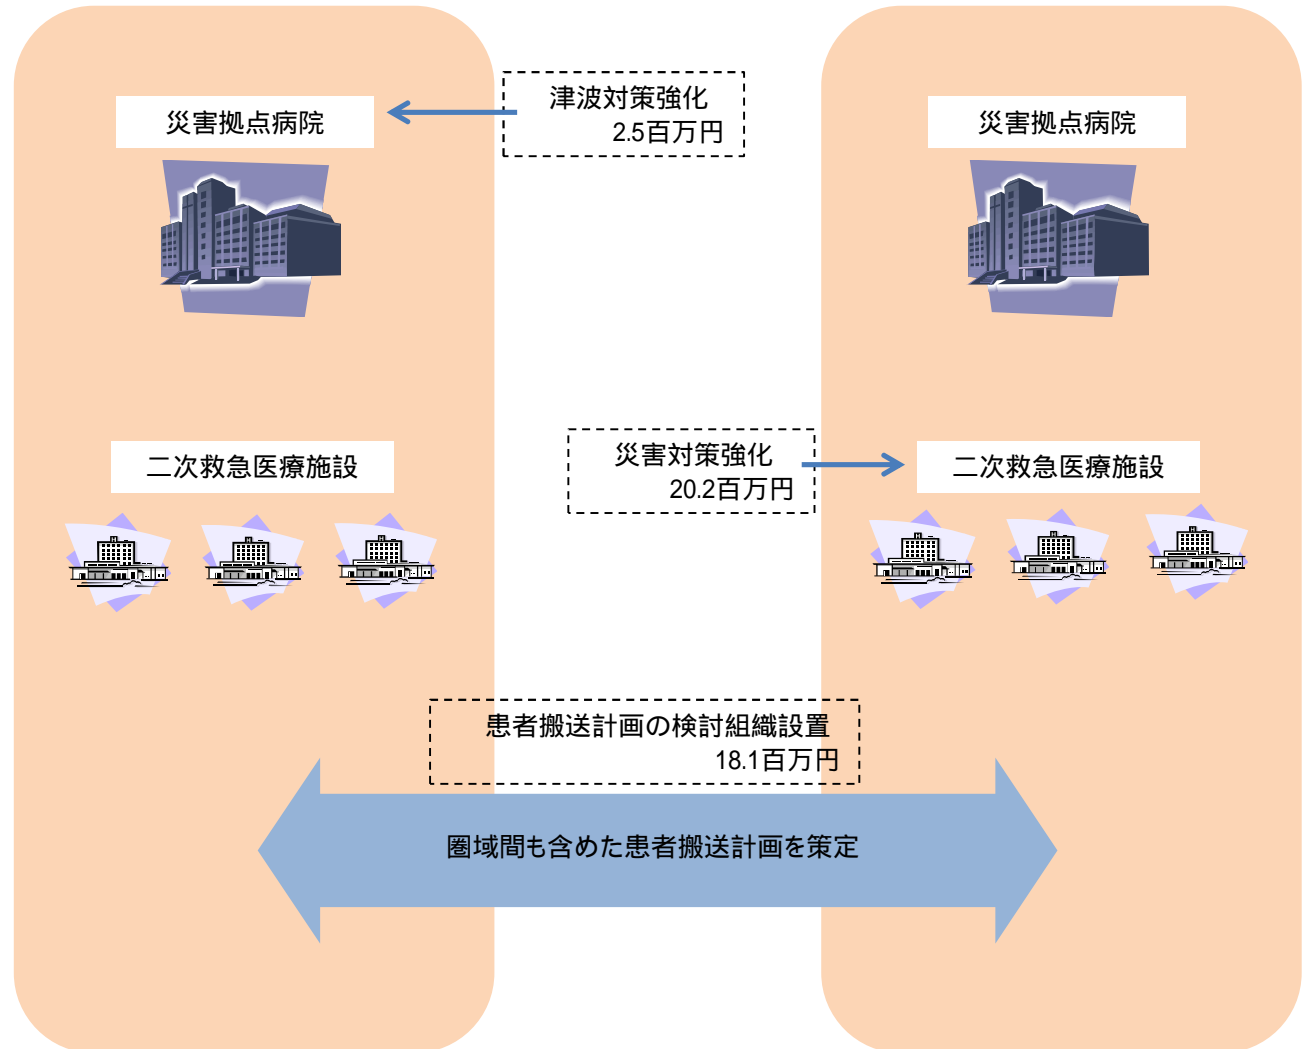 津波対策強化
2.5百万円
災害拠点病院
災害拠点病院
災害対策強化
20.2百万円
二次救急医療施設
二次救急医療施設
患者搬送計画の検討組織設置
18.1百万円
圏域間も含めた患者搬送計画を策定